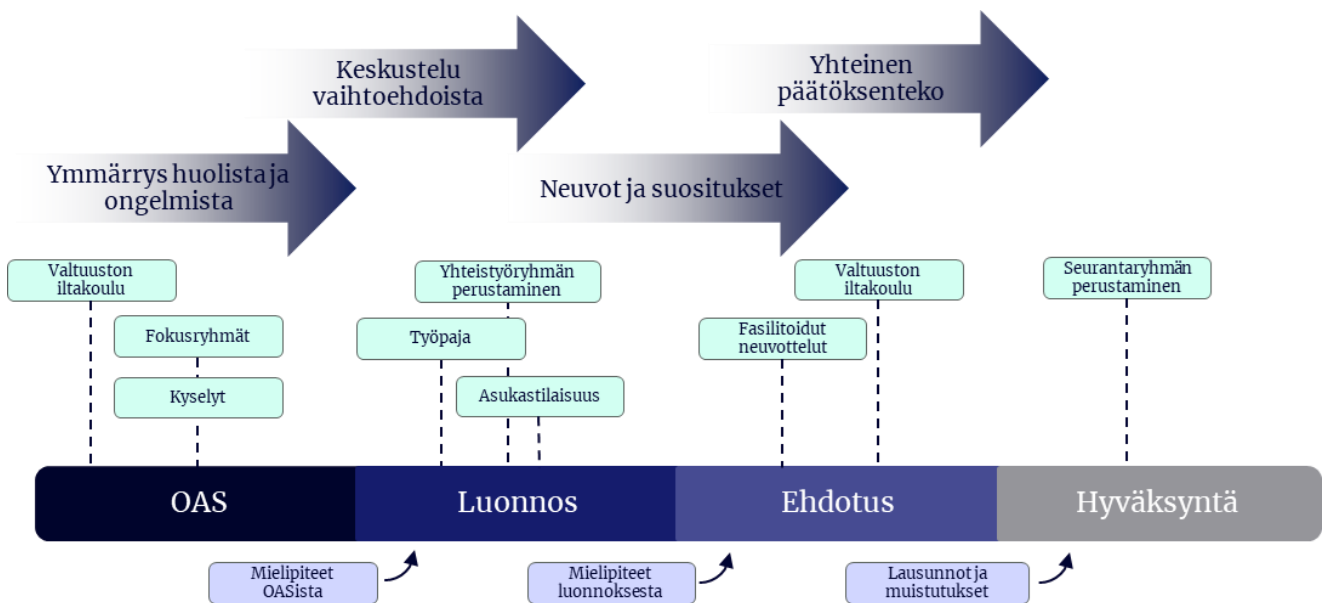 Keskustelu
vaihtoehdoista
Yhteinen
päätöksenteko
Ymmärrys huolista ja
ongelmista
Neuvot ja suositukset
Valtuuston
iltakoulu
Fokusryhmät
Kyselyt
Yhteistyöryhmän
perustaminen
Työpaja
Asukastilaisuus
Valtuuston
iltakoulu
Fasilitoidut
neuvottelut
Seurantaryhmän
perustaminen
OAS
Luonnos
Ehdotus
Hyväksyntä
Mielipiteet
OASista
Mielipiteet
luonnoksesta
Lausunnot ja
muistutukset